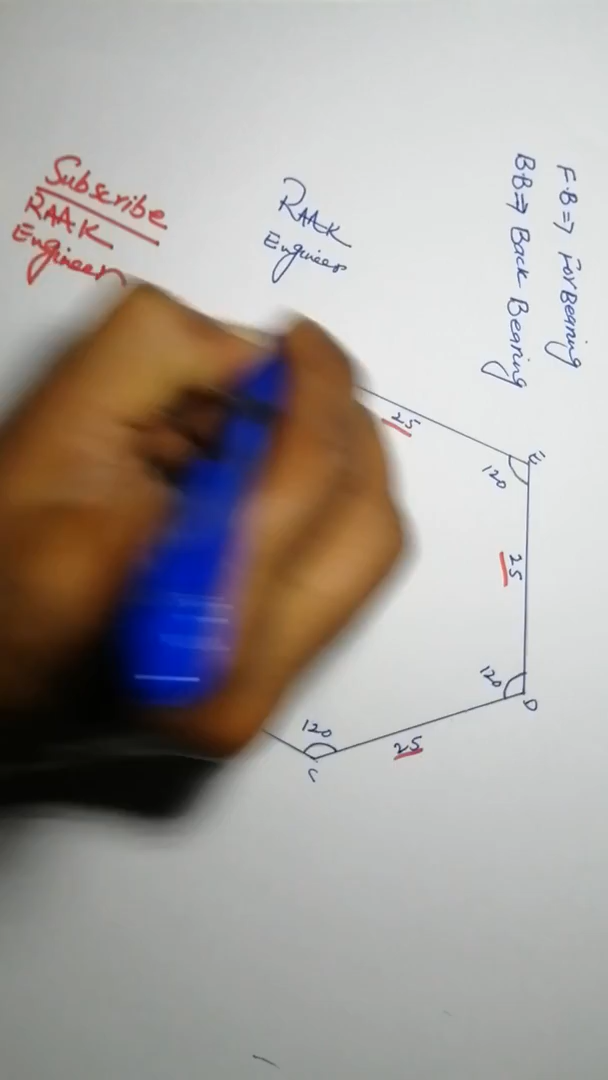 F.B => ForBearing
B.B => Back Bearing
RAAK
Engineer
Subscribe
RAAK
Engineer
E
120
25
25
120
D
120
25
C